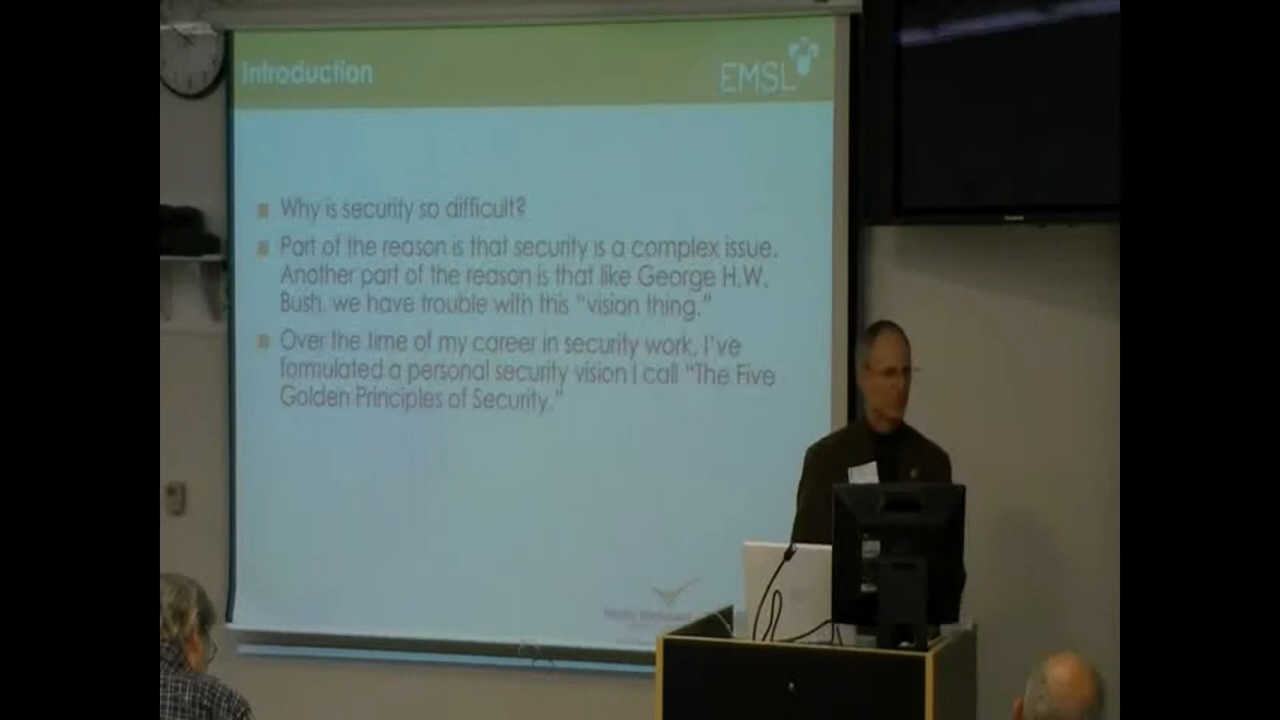 Introduction
EMSL
Why is security so difficult?
Part of the reason is that security is a complex issue.
Another part of the reason is that like George H.W.
Bush, we have trouble with this “vision thing.”
Over the time of my career in security work, I’ve
formulated a personal security vision I call “The Five
Golden Principles of Security.”